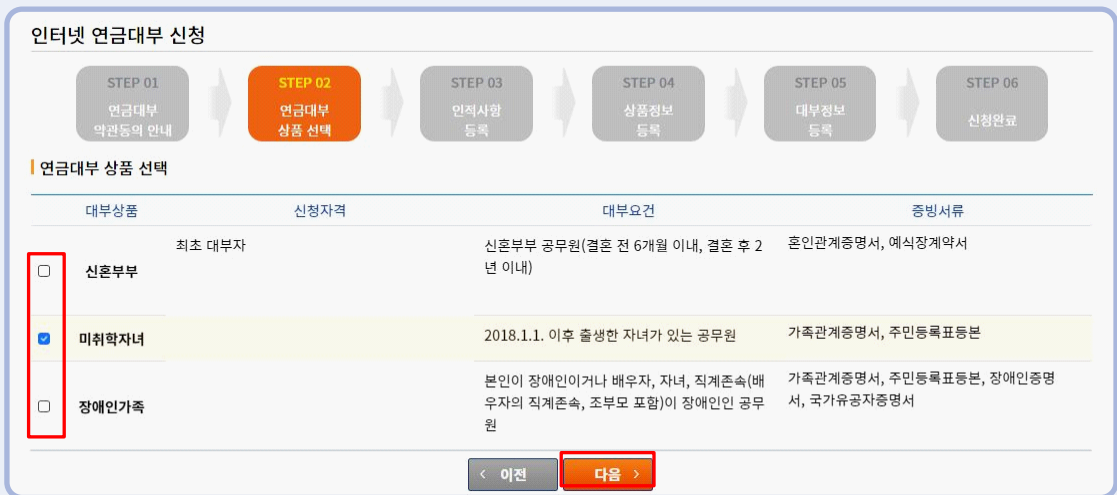 인터넷 연금대부 신청
STEP 01
연금대부
약관동의 안내
STEP 02
연금대부
상품 선택
STEP 03
인적사항
등록
STEP 04
상품정보
등록
STEP 05
대부정보
등록
STEP 06
신청완료
연금대부 상품 선택
대부상품 신청자격 대부요건 증빙서류
신혼부부
최초 대부자
신혼부부 공무원(결혼 전 6개월 이내, 결혼 후 2
년 이내)
혼인관계증명서, 예식장계약서
미취학자녀
2018.1.1. 이후 출생한 자녀가 있는 공무원
가족관계증명서, 주민등록표등본
장애인가족
본인이 장애인이거나 배우자, 자녀, 직계존속(배
우자의 직계존속, 조부모 포함)이 장애인인 공무
원
가족관계증명서, 주민등록표등본, 장애인증명
서, 국가유공자증명서
< 이전
다음 >